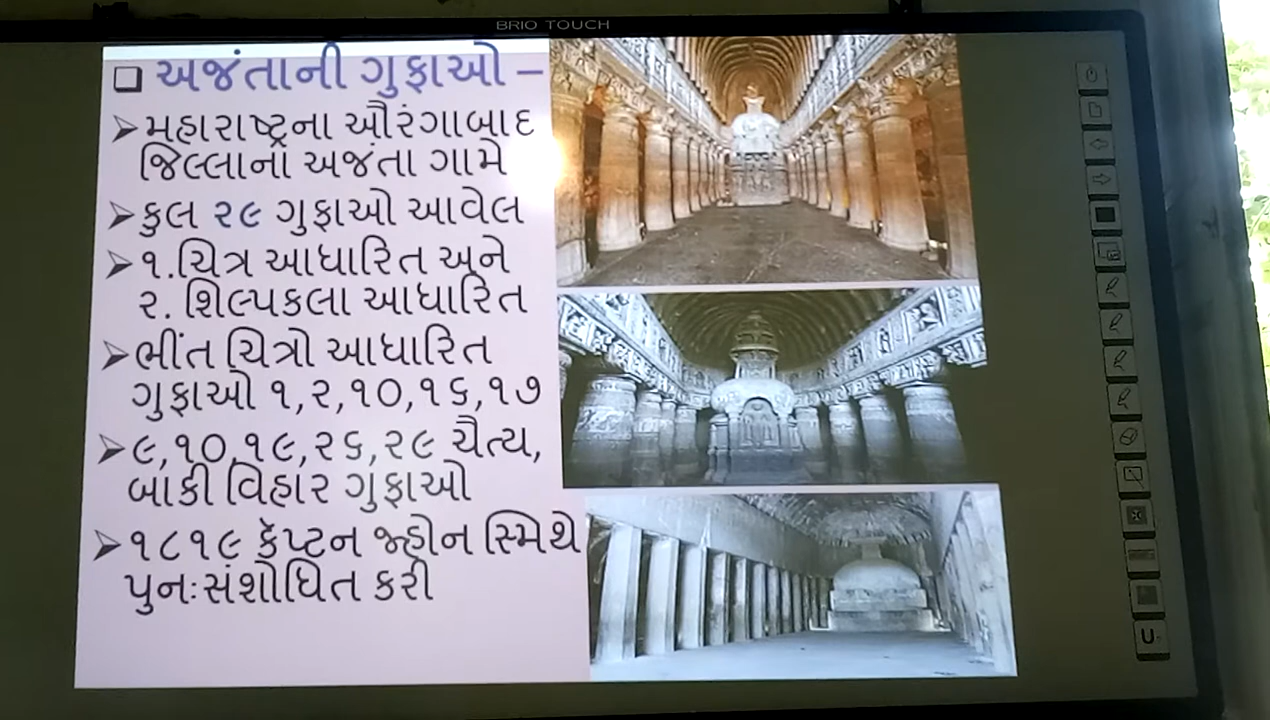 BRIO TOUCH
❑ અજંતાની ગુફાઓ –
➢ મહારાષ્ટ્રના ઔરંગાબાદ
જિલ્લાના અજંતા ગામે
➢ કુલ ૨૯ ગુફાઓ આવેલ
➢ ૧.ચિત્ર આધારિત અને
૨. શિલ્પકલા આધારિત
➢ ભીંત ચિત્રો આધારિત
ગુફાઓ ૧,૨,૧૦,૧૬,૧૭
➢ ૯,૧૦,૧૯,૨૬,૨૯ ચૈત્ય,
બાકી વિહાર ગુફાઓ
➢ ૧૮૧૯ કૅપ્ટન જ્હોન સ્મિથે
પુનઃસંશોધિત કરી